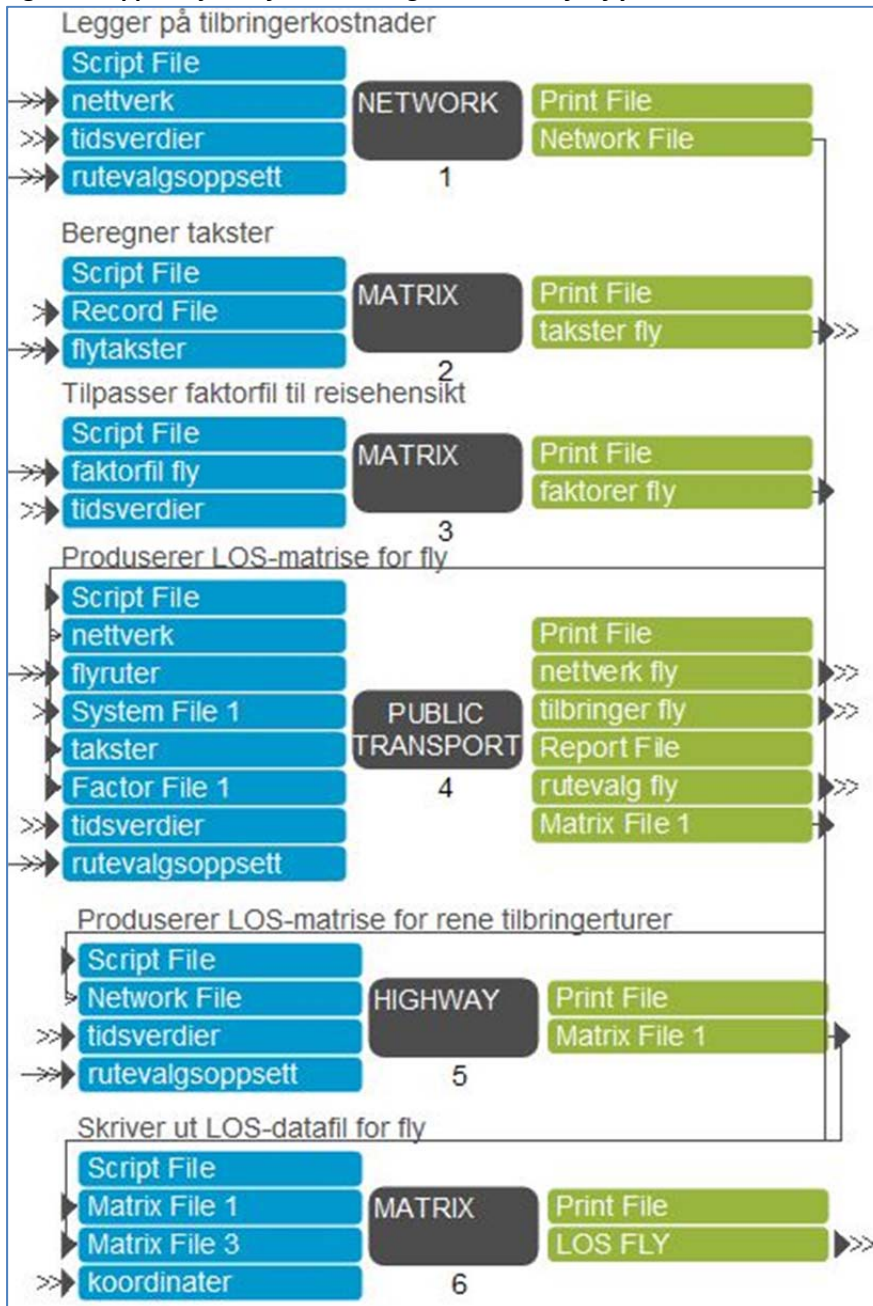 Legger på tilbringerkostnader
Script File
nettverk
NETWORK
Print File
tidsverdier
Network File
rutevalgsoppsett
1
Beregner takster
Script File
Record File
MATRIX
Print File
flytakster
takster fly
2
Tilpasser faktorfil til reisehensikt
Script File
faktorfil fly
MATRIX
Print File
tidsverdier
faktorer fly
3
Produserer LOS-matrise for fly
Script File
nettverk
flyruter
System File 1
takster
Factor File 1
tidsverdier
rutevalgsoppsett
PUBLIC
TRANSPORT
4
Print File
nettverk fly
tilbringer fly
Report File
rutevalg fly
Matrix File 1
Produserer LOS-matrise for rene tilbringerturer
Script File
Network File
HIGHWAY
Print File
tidsverdier
Matrix File 1
rutevalgsoppsett
5
Skriver ut LOS-datafil for fly
Script File
Matrix File 1
MATRIX
Print File
Matrix File 3
LOS FLY
koordinater
6